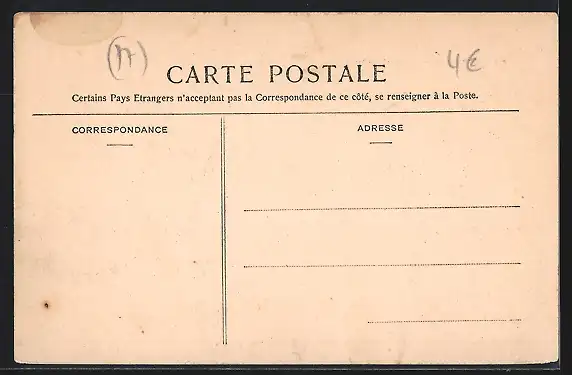 4€
CARTE POSTALE
Certains Pays Etrangers n'acceptant pas la Correspondance de ce côté, se renseigner à la Poste.
CORRESPONDANCE
ADRESSE